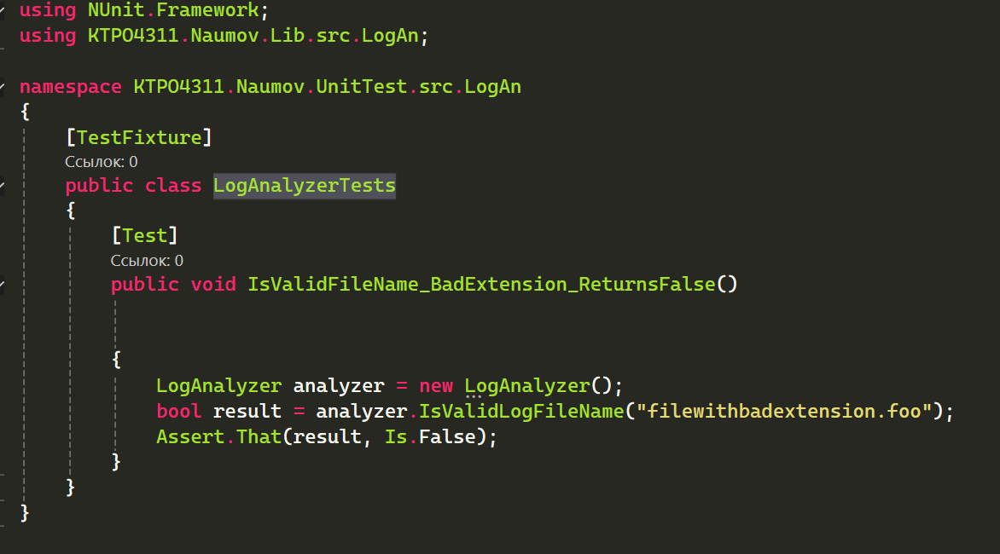 using NUnit.Framework;
using KTPO4311.Naumov.Lib.src.LogAn;
namespace KTPO4311.Naumov.UnitTest.src.LogAn
{
[TestFixture]
Ссылок: 0
public class LogAnalyzerTests
{
[Test]
Ссылок: 0
public void IsValidFileName_BadExtension_ReturnsFalse()
{
LogAnalyzer analyzer = new LogAnalyzer();
bool result = analyzer.IsValidLogFileName("filewithbadextension.foo");
Assert.That(result, Is.False);
}
}
}